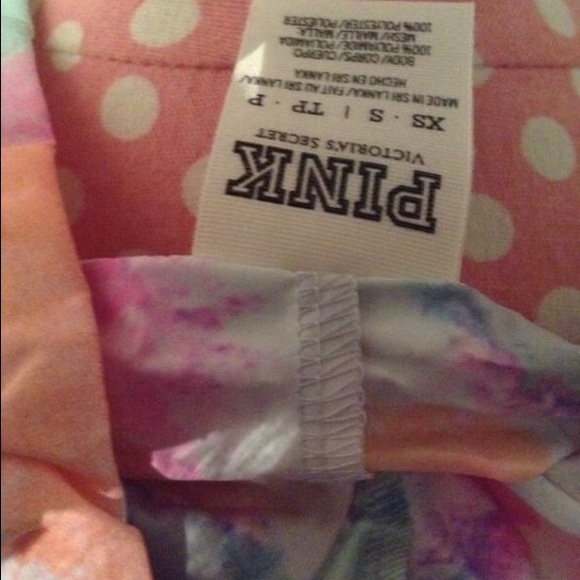 PINK
VICTORIA'S SECRET
XS · S | TP · P
MADE IN SRI LANKA/ FAIT AU SRI LANKA/
HECHO EN SRI LANKA
BODY/ CORPS/ CUERPO
100% POLYAMIDE/ POLIAMIDA
MESH/ MAILLE/ MALLA
100% POLYESTER/ POLIESTER